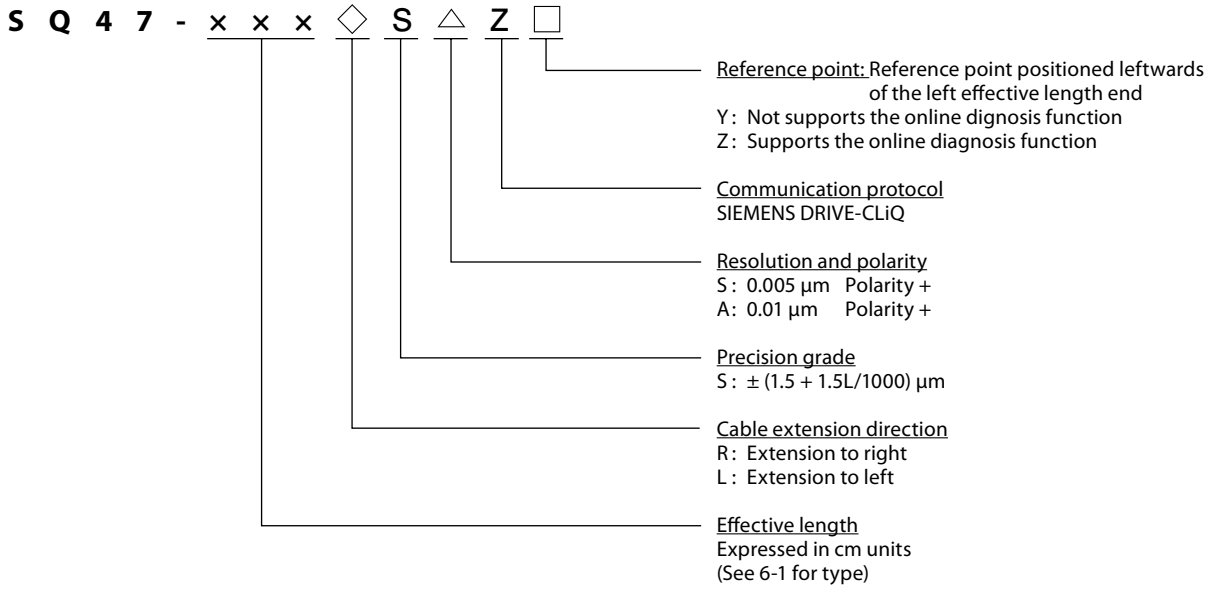 S Q 4 7 - × × × ◇ S △ Z □
Reference point: Reference point positioned leftwards
of the left effective length end
Y : Not supports the online dignosis function
Z : Supports the online diagnosis function
Communication protocol
SIEMENS DRIVE-CLiQ
Resolution and polarity
S : 0.005 μm Polarity +
A : 0.01 μm Polarity +
Precision grade
S : ± (1.5 + 1.5L/1000) μm
Cable extension direction
R : Extension to right
L : Extension to left
Effective length
Expressed in cm units
(See 6-1 for type)